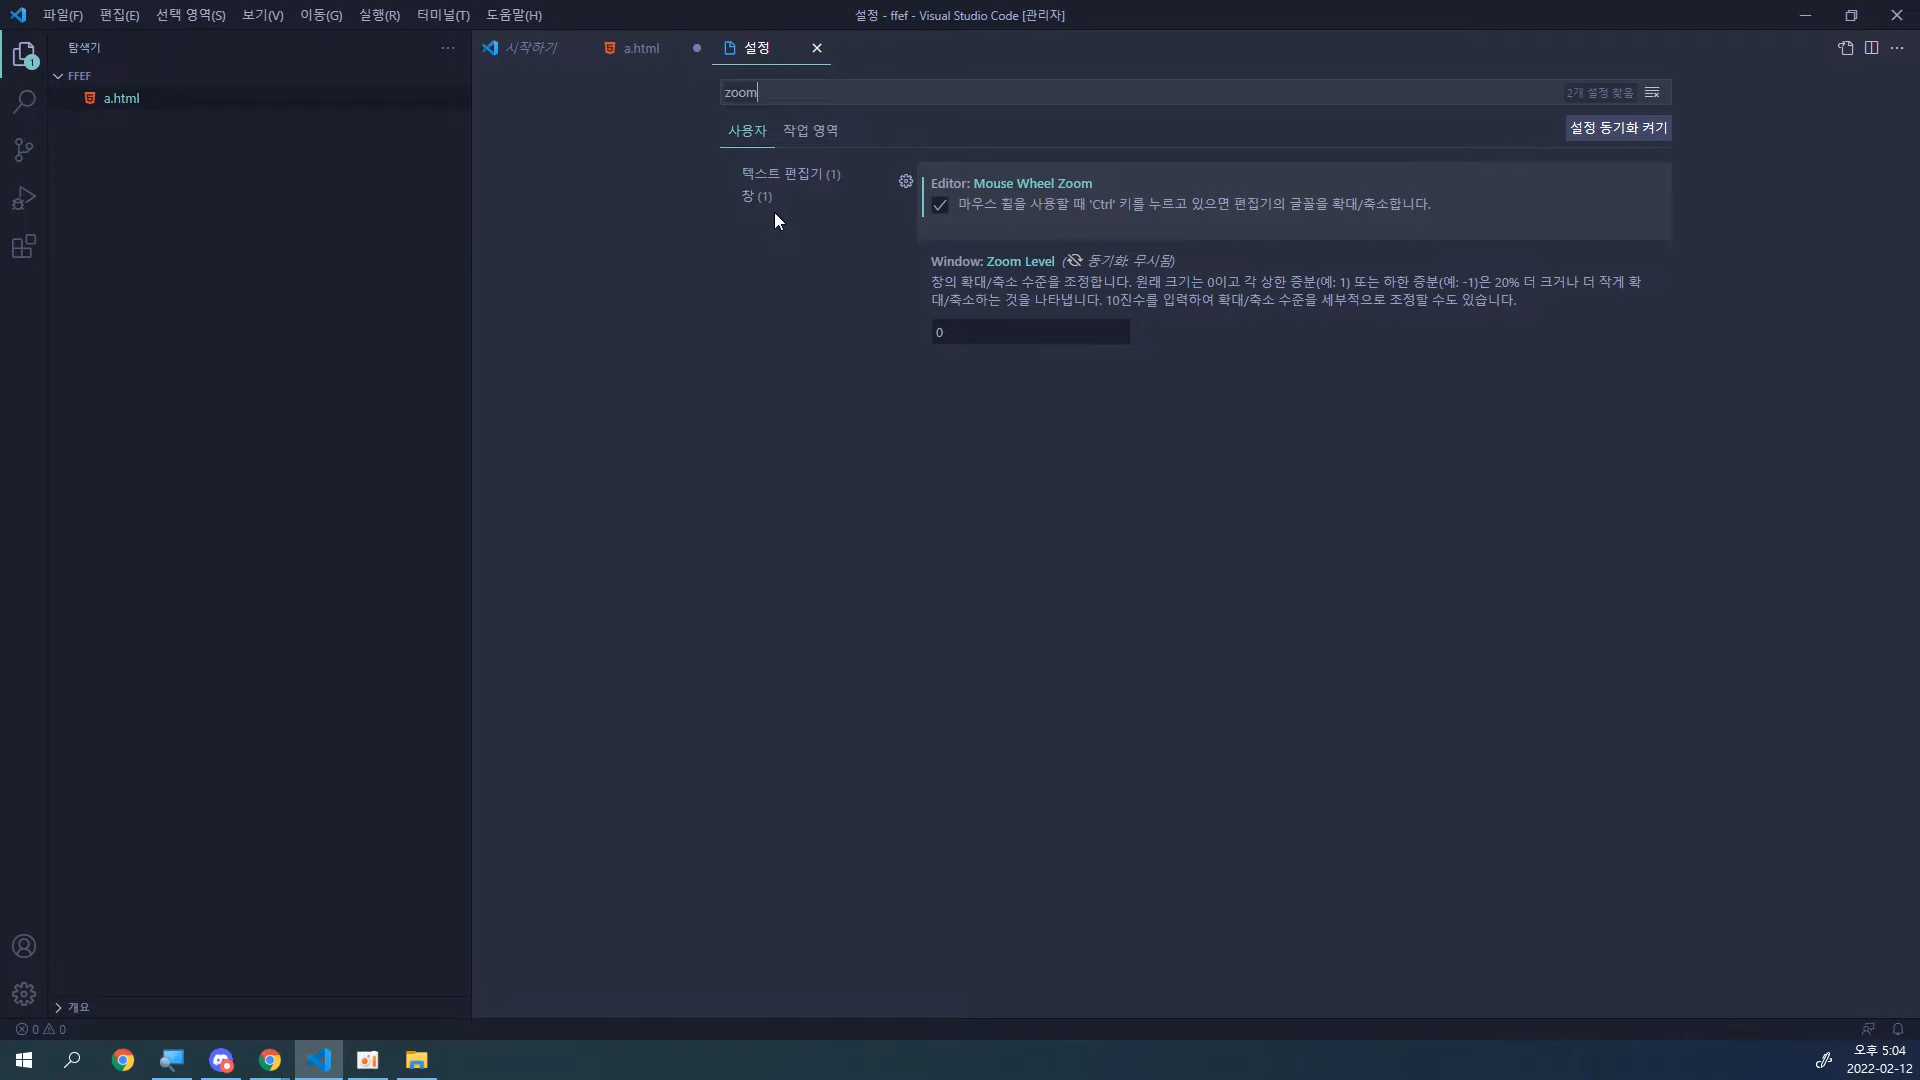 파일(F) 편집(E) 선택 영역(S) 보기(V) 이동(G) 실행(R) 터미널(T) 도움말(H)
설정 - ffef - Visual Studio Code [관리자]
탐색기
시작하기
a.html
설정
1
FFEF
a.html
zoom
2개 설정 찾음
사용자
작업 영역
설정 동기화 켜기
텍스트 편집기 (1)
창 (1)
Editor: Mouse Wheel Zoom
마우스 휠을 사용할 때 'Ctrl' 키를 누르고 있으면 편집기의 글꼴을 확대/축소합니다.
Window: Zoom Level (동기화: 무시됨)
창의 확대/축소 수준을 조정합니다. 원래 크기는 0이고 각 상한 증분(예: 1) 또는 하한 증분(예: -1)은 20% 더 크거나 더 작게 확
대/축소하는 것을 나타냅니다. 10진수를 입력하여 확대/축소 수준을 세부적으로 조정할 수도 있습니다.
0
개요
0 0
오후 5:04
2022-02-12